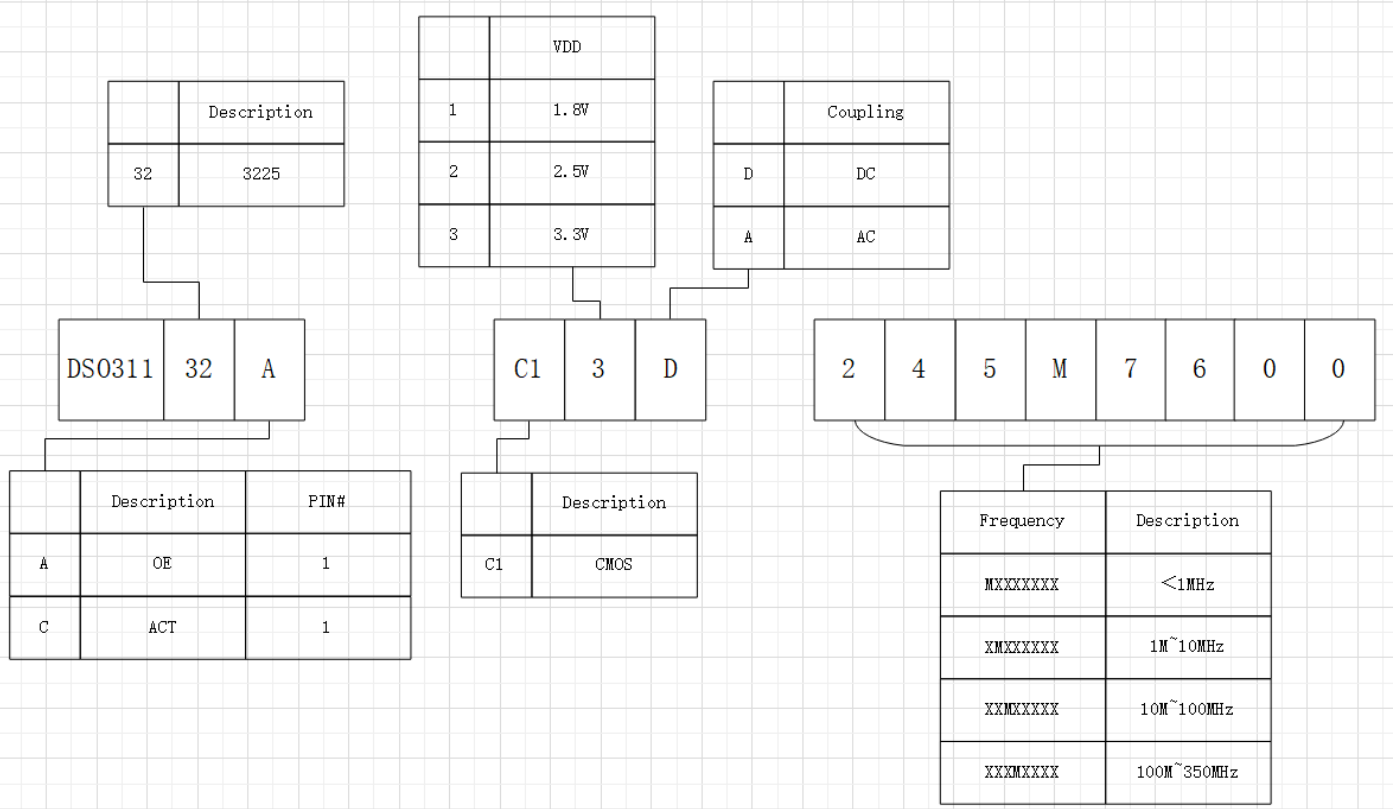 VDD
1 1.8V
2 2.5V
3 3.3V
Description
32 3225
Coupling
D DC
A AC
DSO311 32 A
C1 3 D
2 4 5 M 7 6 0 0
Description PIN#
A OE 1
C ACT 1
Description
C1 CMOS
Frequency Description
MXXXXXXX <1MHz
XMXXXXXX 1M~10MHz
XXMXXXXX 10M~100MHz
XXXMXXXX 100M~350MHz